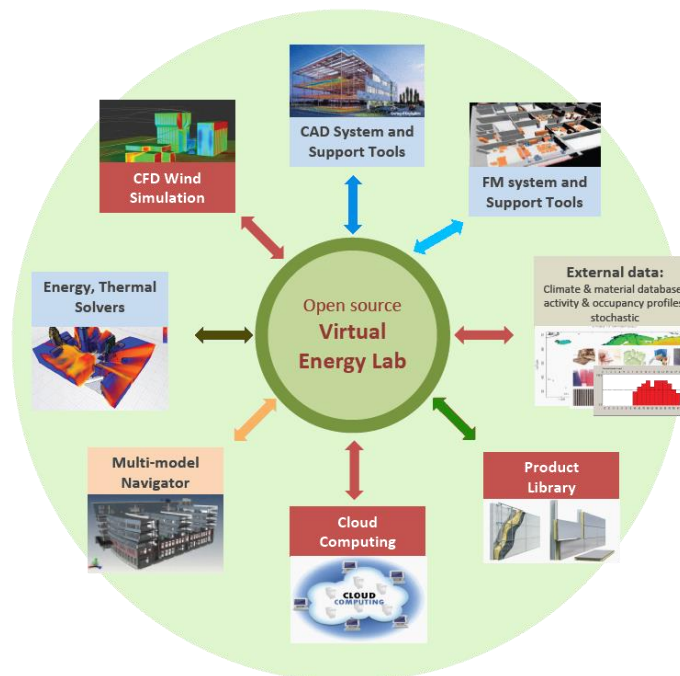 CAD System and
Support Tools
CFD Wind
Simulation
FM system and
Support Tools
Energy, Thermal
Solvers
Open source
Virtual
Energy Lab
External data:
Climate & material database
activity & occupancy profiles
stochastic
Multi-model
Navigator
Cloud
Computing
CLOUD
COMPUTING
Product
Library